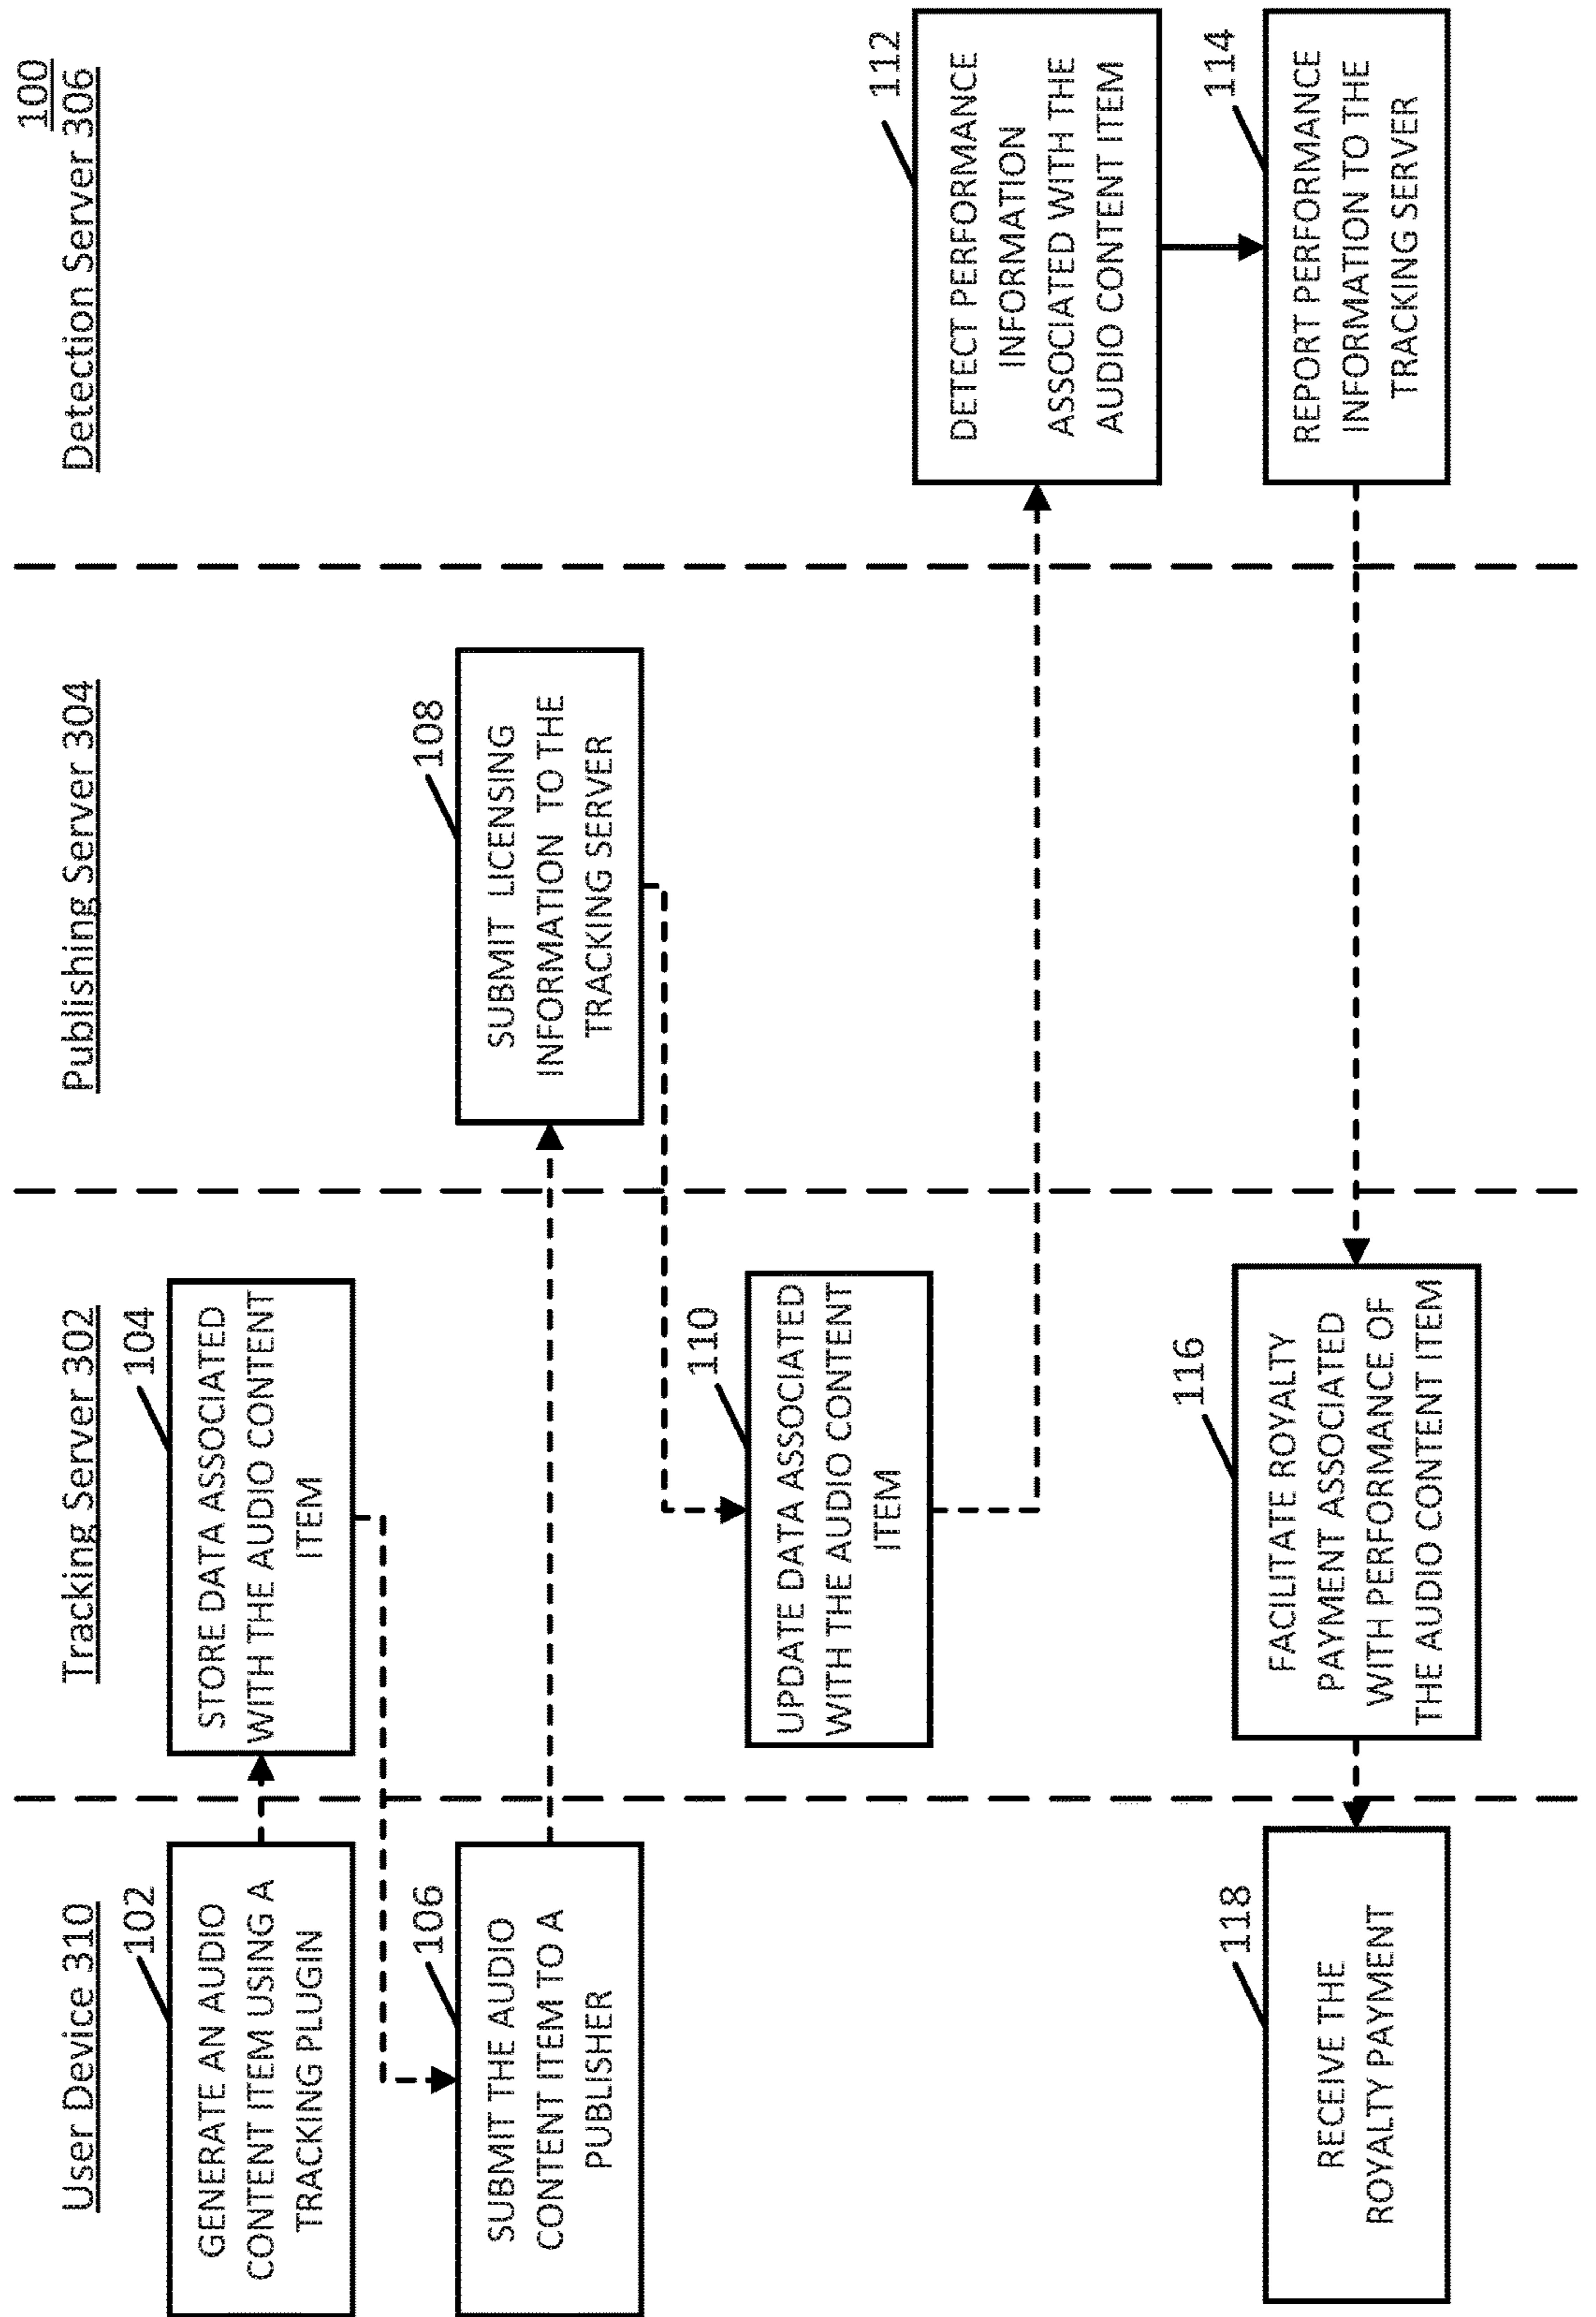 100
User Device 310
Tracking Server 302
Publishing Server 304
Detection Server 306
102
GENERATE AN AUDIO
CONTENT ITEM USING A
TRACKING PLUGIN
104
STORE DATA ASSOCIATED
WITH THE AUDIO CONTENT
ITEM
106
SUBMIT THE AUDIO
CONTENT ITEM TO A
PUBLISHER
108
SUBMIT LICENSING
INFORMATION TO THE
TRACKING SERVER
110
UPDATE DATA ASSOCIATED
WITH THE AUDIO CONTENT
ITEM
112
DETECT PERFORMANCE
INFORMATION
ASSOCIATED WITH THE
AUDIO CONTENT ITEM
114
REPORT PERFORMANCE
INFORMATION TO THE
TRACKING SERVER
116
FACILITATE ROYALTY
PAYMENT ASSOCIATED
WITH PERFORMANCE OF
THE AUDIO CONTENT ITEM
118
RECEIVE THE
ROYALTY PAYMENT